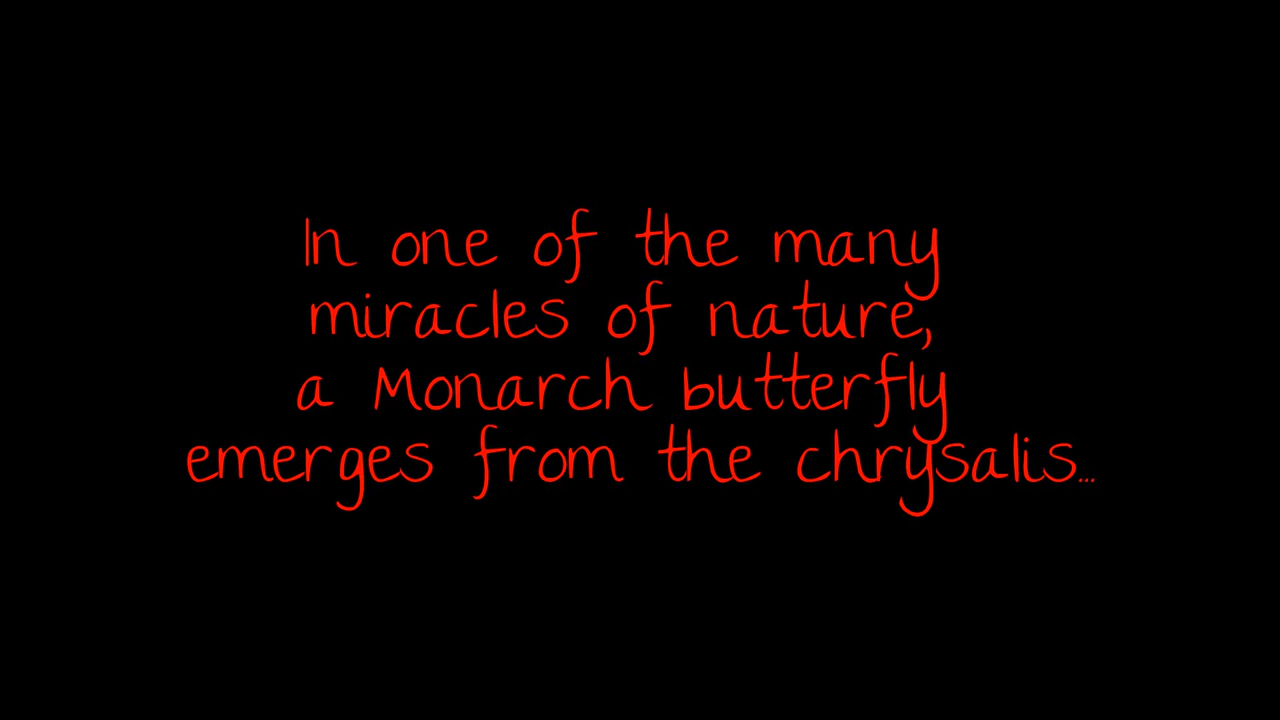 In one of the many
miracles of nature,
a Monarch butterfly
emerges from the chrysalis...